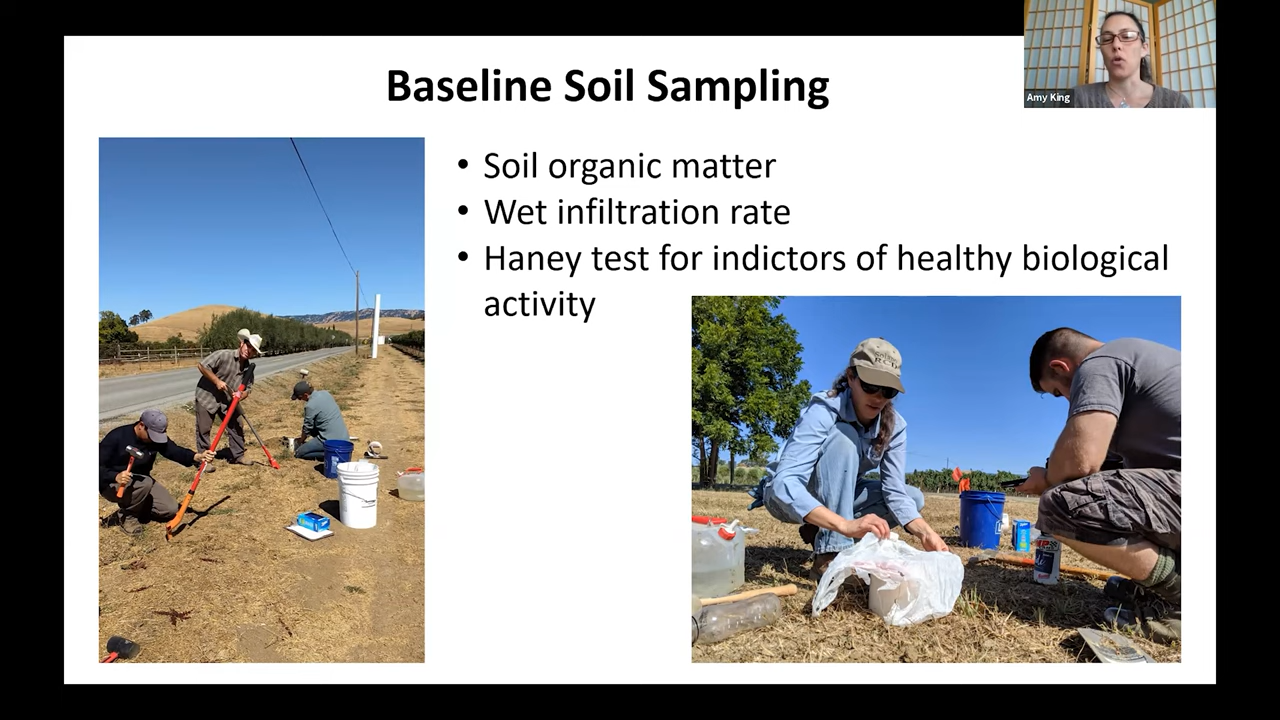 Baseline Soil Sampling
Amy King
• Soil organic matter
• Wet infiltration rate
• Haney test for indictors of healthy biological
activity
RCD